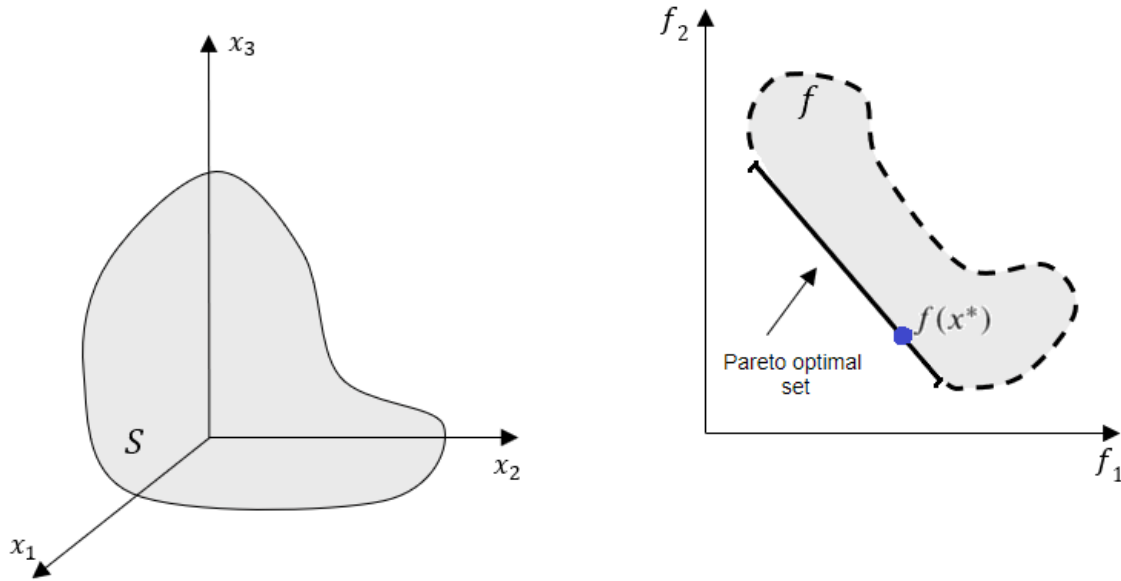 x₃
S
x₂
x₁
f₂
f
f(x*)
Pareto optimal
set
f₁